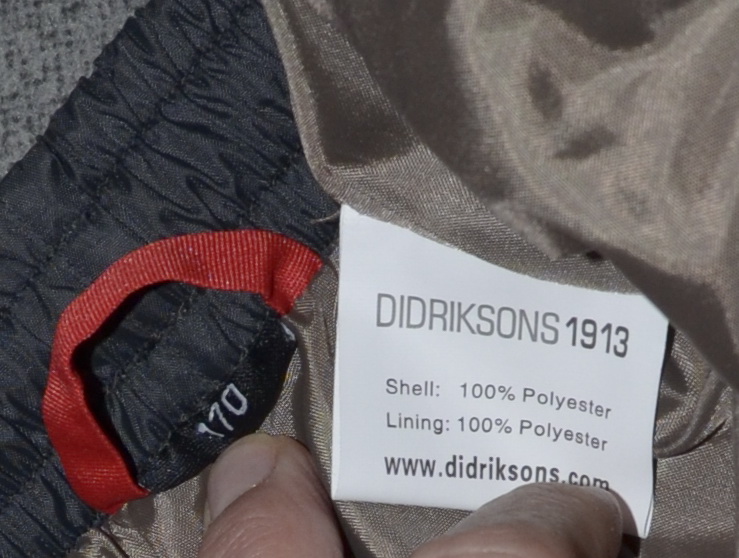 DIDRIKSONS 1913
Shell: 100% Polyester
Lining: 100% Polyester
www.didriksons.com
170